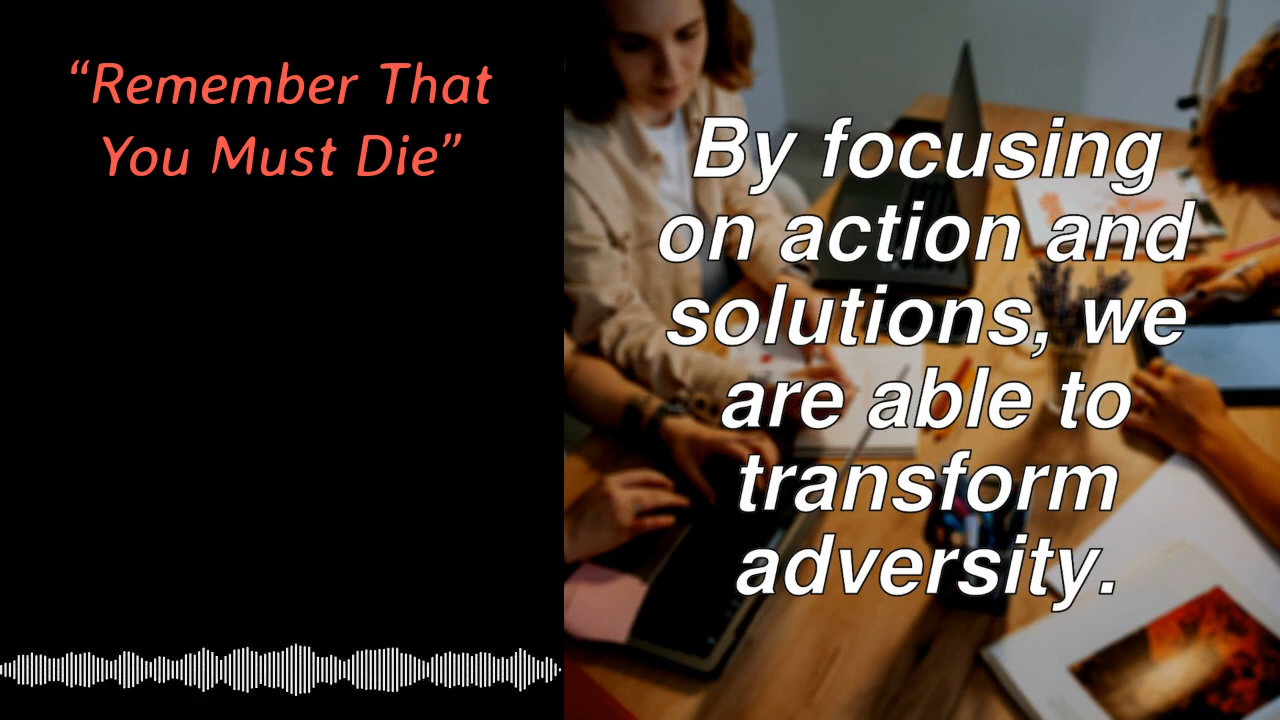 “Remember That
You Must Die”
By focusing
on action and
solutions, we
are able to
transform
adversity.